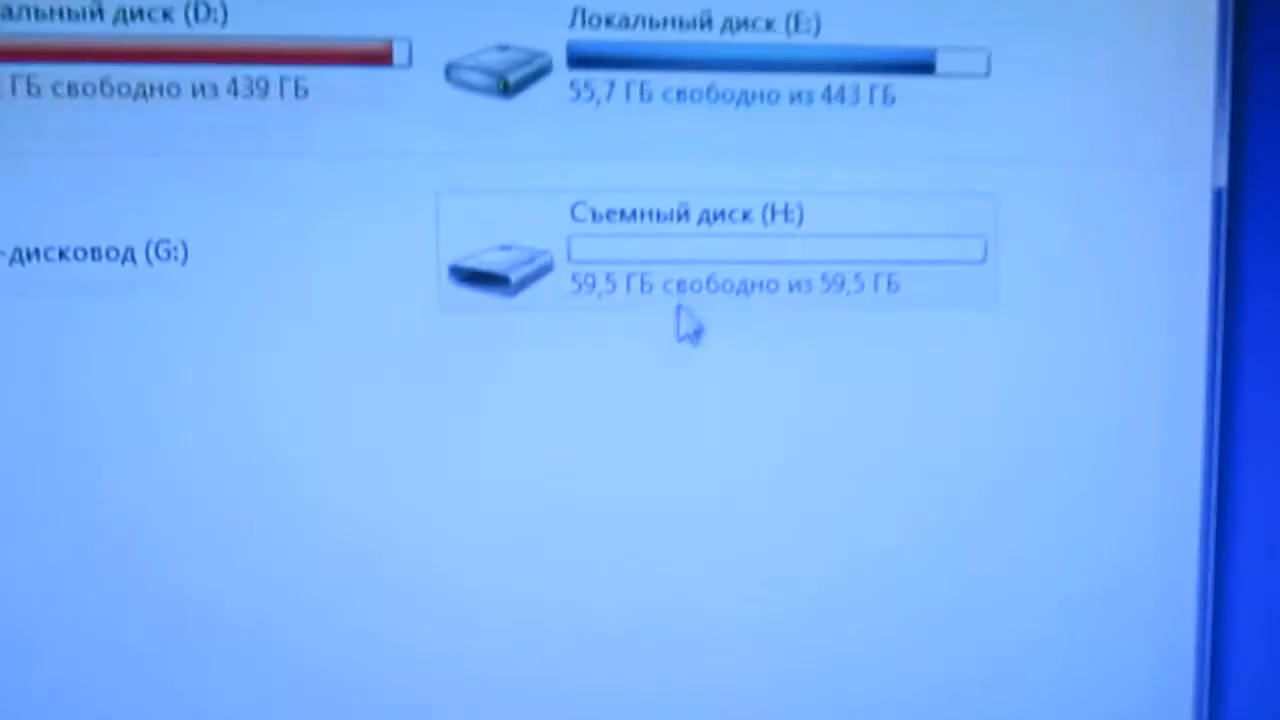 альный диск (D:)
ГБ свободно из 439 ГБ
Локальный диск (E:)
55,7 ГБ свободно из 443 ГБ
-дисковод (G:)
Съемный диск (H:)
59,5 ГБ свободно из 59,5 ГБ